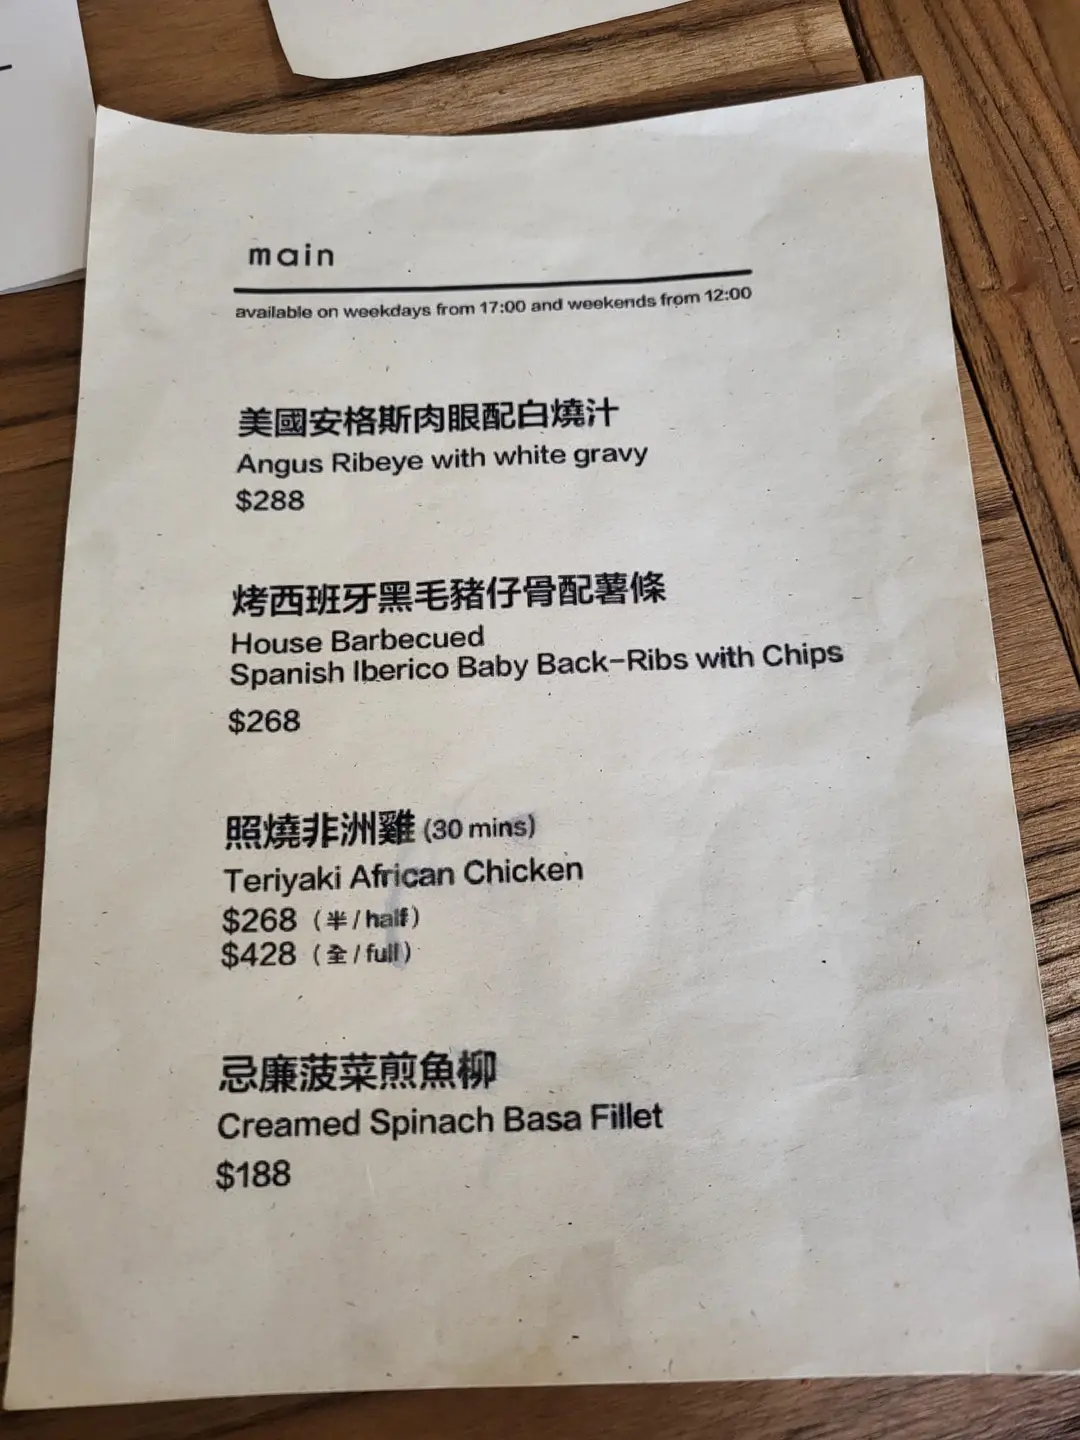 main
available on weekdays from 17:00 and weekends from 12:00
美國安格斯肉眼配白燒汁
Angus Ribeye with white gravy
$288
烤西班牙黑毛豬仔骨配薯條
House Barbecued
Spanish Iberico Baby Back-Ribs with Chips
$268
照燒非洲雞 (30 mins)
Teriyaki African Chicken
$268 (半/half)
$428 (全/full)
忌廉菠菜煎魚柳
Creamed Spinach Basa Fillet
$188